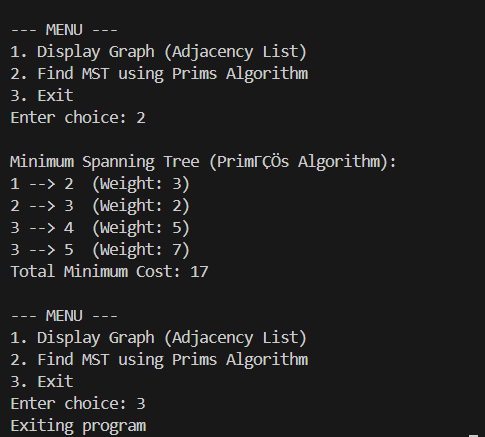 --- MENU ---
1. Display Graph (Adjacency List)
2. Find MST using Prims Algorithm
3. Exit
Enter choice: 2
Minimum Spanning Tree (PrimΓÇÖs Algorithm):
1 --> 2  (Weight: 3)
2 --> 3  (Weight: 2)
3 --> 4  (Weight: 5)
3 --> 5  (Weight: 7)
Total Minimum Cost: 17
--- MENU ---
1. Display Graph (Adjacency List)
2. Find MST using Prims Algorithm
3. Exit
Enter choice: 3
Exiting program